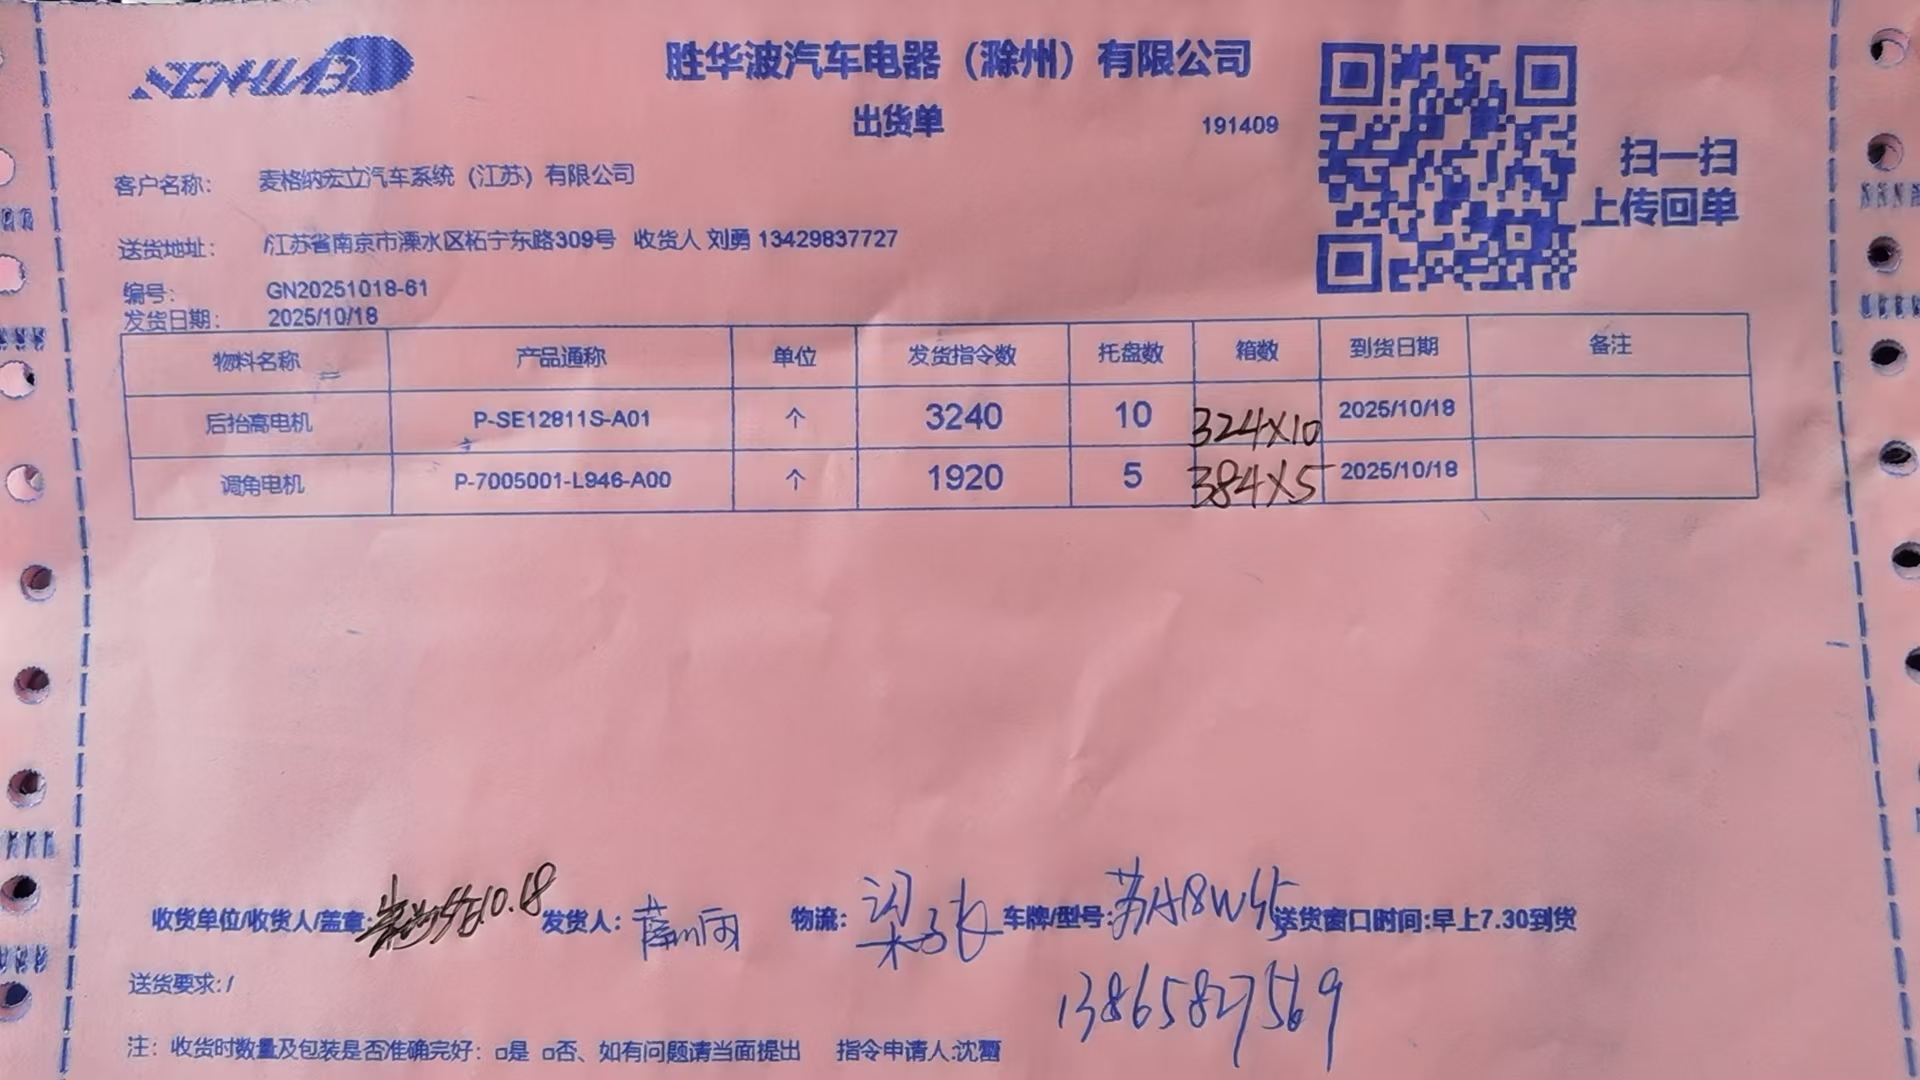 SENHWABO
胜华波汽车电器（滁州）有限公司
出货单
191409
扫一扫
上传回单
客户名称： 麦格纳宏立汽车系统（江苏）有限公司
送货地址： /江苏省南京市溧水区柘宁东路309号 收货人 刘勇 13429837727
编号： GN20251018-61
发货日期： 2025/10/18
物料名称 产品通称 单位 发货指令数 托盘数 箱数 到货日期 备注
后抬高电机 P-SE12811S-A01 个 3240 10 324X10 2025/10/18
调角电机 P-7005001-L946-A00 个 1920 5 384X5 2025/10/18
收货单位/收货人/盖章: 10.18 发货人： 物流： 梁 车牌/型号: 苏A18W45 送货窗口时间:早上7.30到货
13865827569
送货要求:/
注：收货时数量及包装是否准确完好：□是 □否、如有问题请当面提出 指令申请人:沈雷